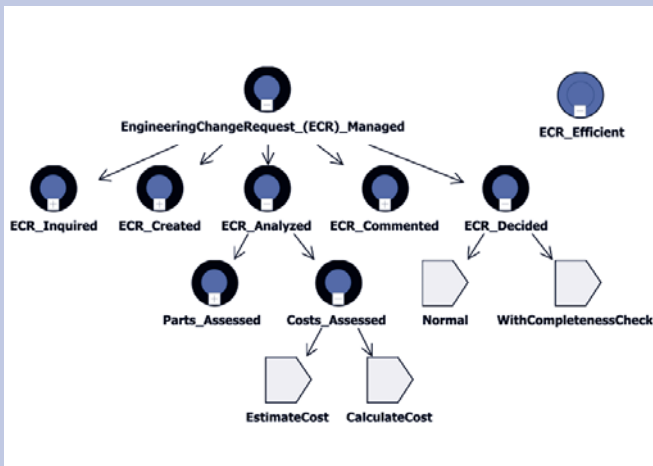 EngineeringChangeRequest_(ECR)_Managed
ECR_Efficient
ECR_Inquired
ECR_Created
ECR_Analyzed
ECR_Commented
ECR_Decided
Parts_Assessed
Costs_Assessed
Normal
WithCompletenessCheck
EstimateCost
CalculateCost